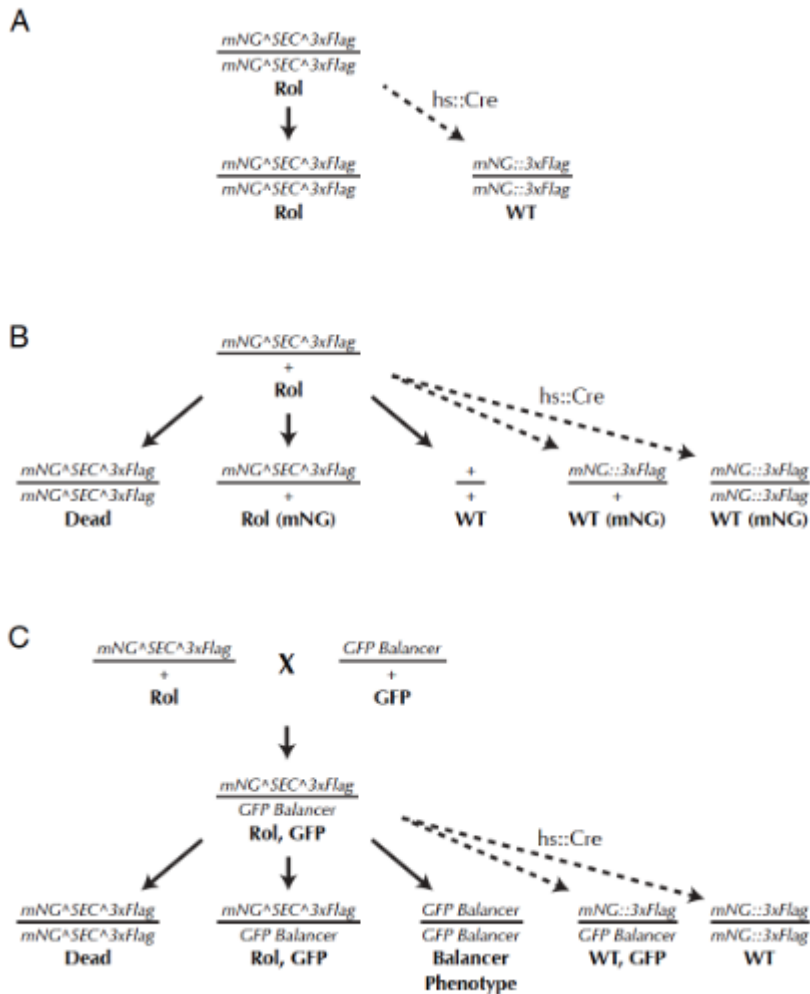 A
mNG^SEC^3xFlag
mNG^SEC^3xFlag
Rol
hs::Cre
mNG^SEC^3xFlag mNG::3xFlag
mNG^SEC^3xFlag mNG::3xFlag
Rol WT
B
mNG^SEC^3xFlag
+
Rol
hs::Cre
mNG^SEC^3xFlag mNG^SEC^3xFlag + mNG::3xFlag mNG::3xFlag
mNG^SEC^3xFlag + + + mNG::3xFlag
Dead Rol (mNG) WT WT (mNG) WT (mNG)
C
mNG^SEC^3xFlag X GFP Balancer
+ +
Rol GFP
mNG^SEC^3xFlag
GFP Balancer
Rol, GFP
hs::Cre
mNG^SEC^3xFlag mNG^SEC^3xFlag GFP Balancer mNG::3xFlag mNG::3xFlag
mNG^SEC^3xFlag GFP Balancer GFP Balancer GFP Balancer mNG::3xFlag
Dead Rol, GFP Balancer WT, GFP WT
Phenotype